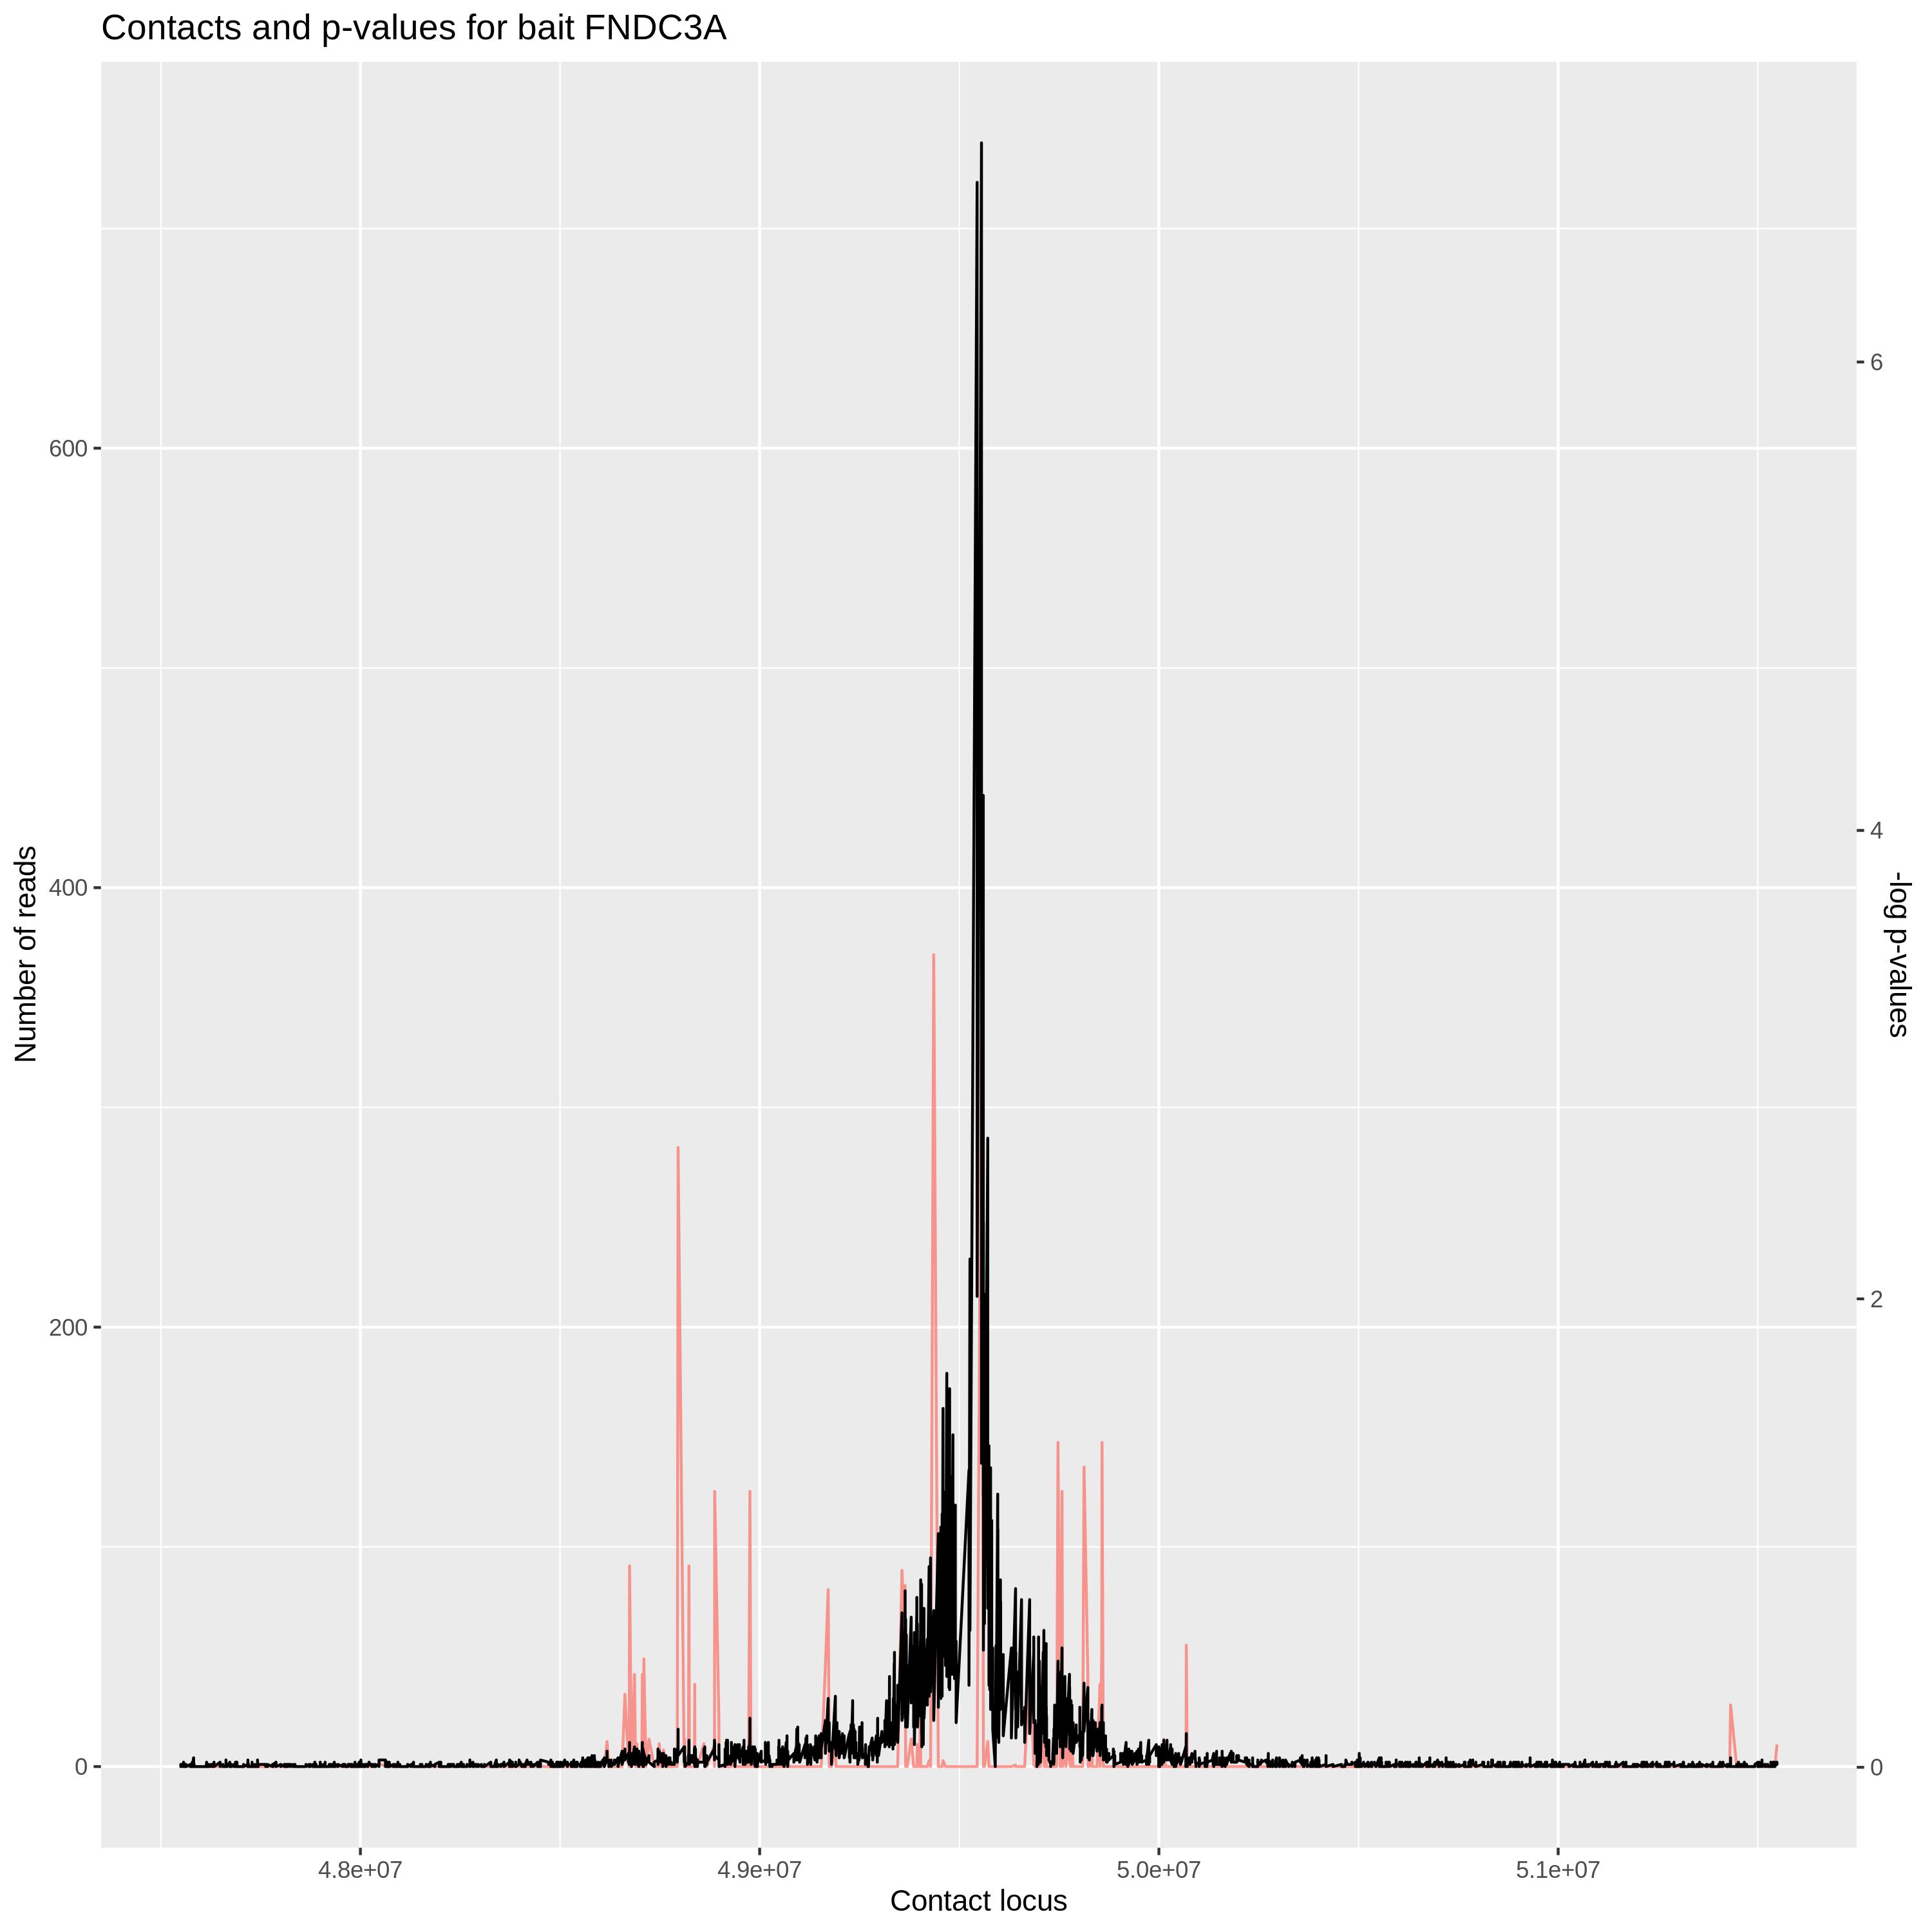 Contacts and p-values for bait FNDC3A
600
400
200
0
Number of reads
6
4
2
0
-log p-values
4.8e+07
4.9e+07
5.0e+07
5.1e+07
Contact locus